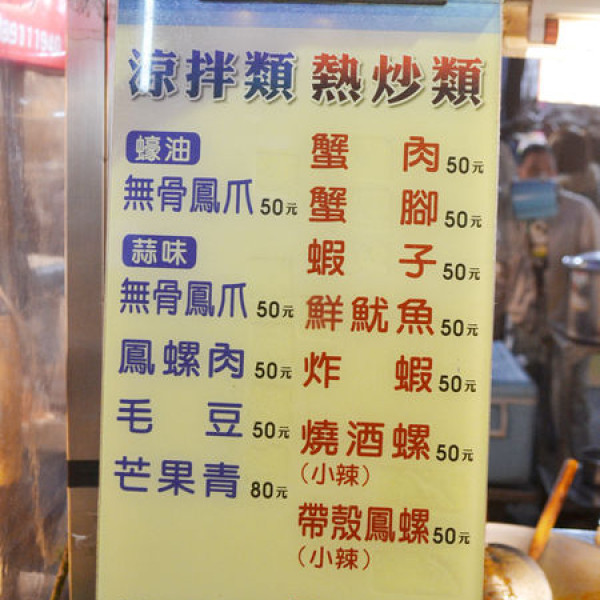 涼拌類
蠔油
無骨鳳爪 50元
蒜味
無骨鳳爪 50元
鳳螺肉 50元
毛豆 50元
芒果青 80元
熱炒類
蟹肉 50元
蟹腳 50元
蝦子 50元
鮮魷魚 50元
炸蝦 50元
燒酒螺 50元
(小辣)
帶殼鳳螺 50元
(小辣)